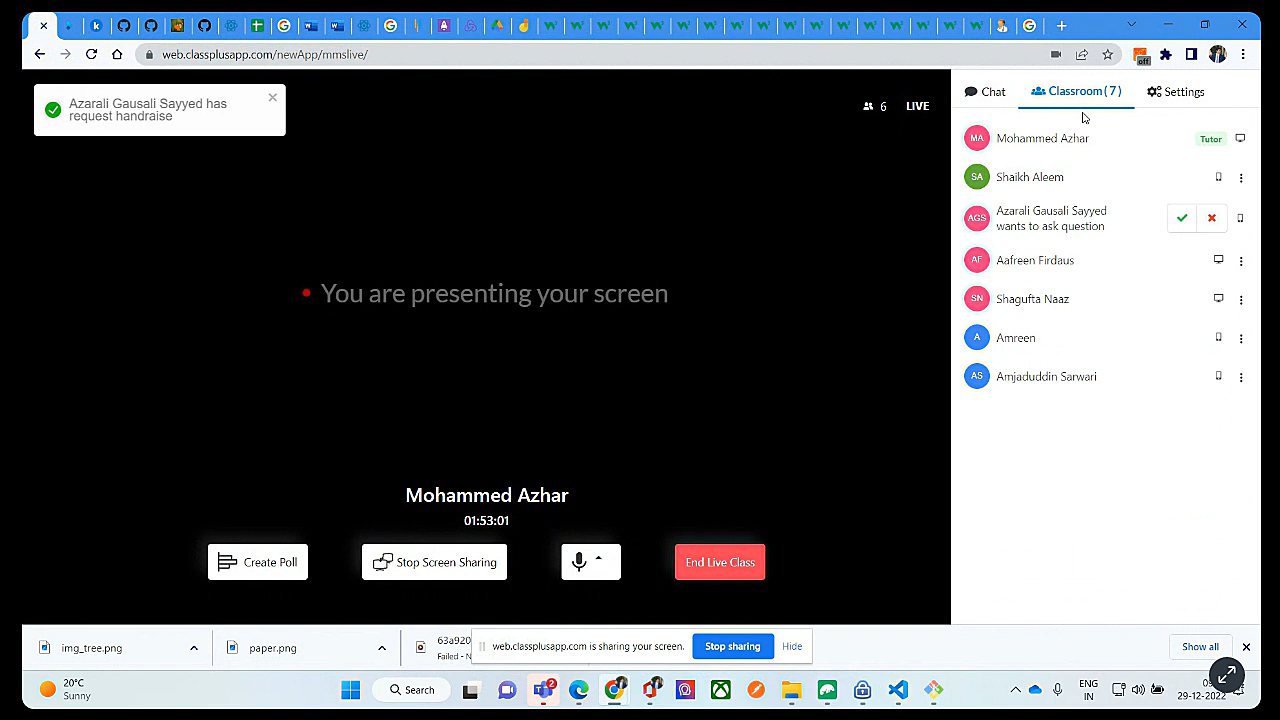 web.classplusapp.com/newApp/mmslive/
off
Azarali Gausali Sayyed has
request handraise
6 LIVE
You are presenting your screen
Mohammed Azhar
01:53:01
Create Poll
Stop Screen Sharing
End Live Class
Chat
Classroom (7)
Settings
MA Mohammed Azhar Tutor
SA Shaikh Aleem
AGS Azarali Gausali Sayyed
wants to ask question
AF Aafreen Firdaus
SN Shagufta Naaz
A Amreen
AS Amjaduddin Sarwari
img_tree.png
paper.png
63a920
Failed - N
web.classplusapp.com is sharing your screen.
Stop sharing
Hide
Show all
20°C
Sunny
Search
2
ENG
IN
29-12-2022